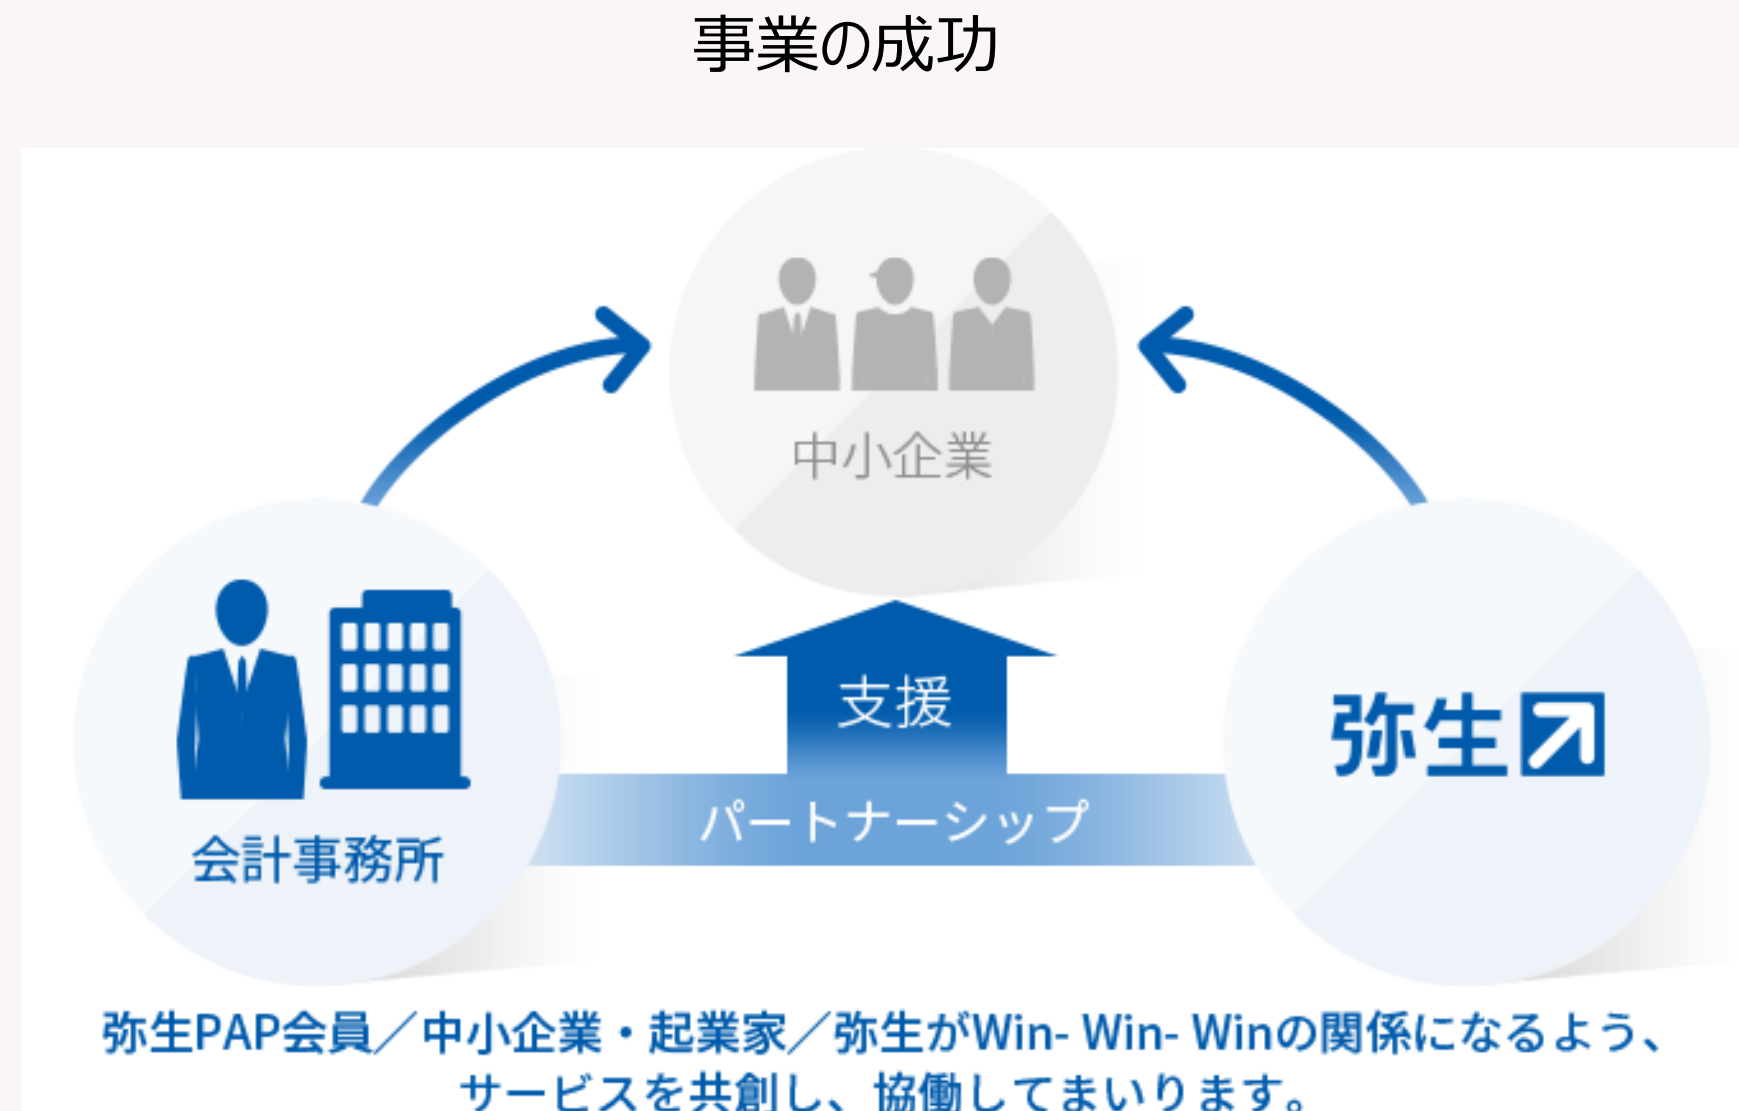 事業の成功
中小企業
支援
弥生
パートナーシップ
会計事務所
弥生PAP会員／中小企業・起業家／弥生がWin- Win- Winの関係になるよう、
サービスを共創し、協働してまいります。